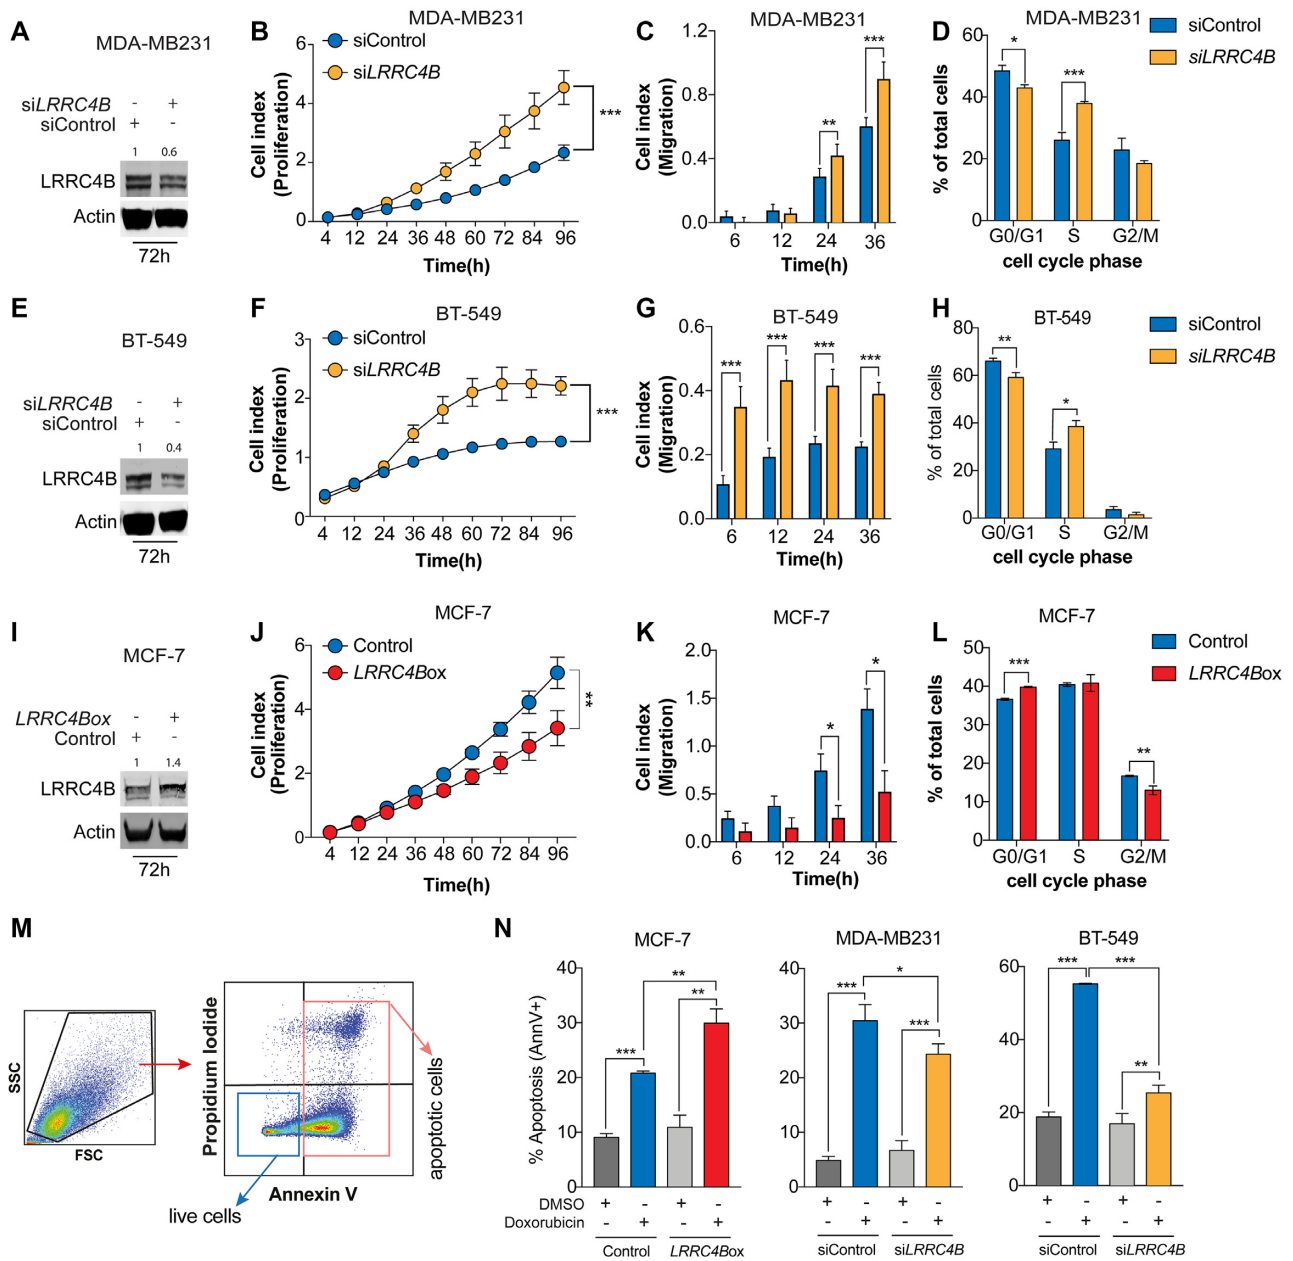 A
MDA-MB231
siLRRC4B - +
siControl + -
1 0.6
LRRC4B
Actin
72h
B
MDA-MB231
siControl
siLRRC4B
Cell index
(Proliferation)
6
4
2
0
***
4 12 24 36 48 60 72 84 96
Time(h)
C
MDA-MB231
Cell index
(Migration)
1.2
0.8
0.4
0.0
**
***
6 12 24 36
Time(h)
D
MDA-MB231
siControl
siLRRC4B
% of total cells
60
40
20
0
*
***
G0/G1 S G2/M
cell cycle phase
E
BT-549
siLRRC4B - +
siControl + -
1 0.4
LRRC4B
Actin
72h
F
BT-549
siControl
siLRRC4B
Cell index
(Proliferation)
3
2
1
0
***
4 12 24 36 48 60 72 84 96
Time(h)
G
BT-549
Cell index
(Migration)
0.6
0.4
0.2
0.0
*** *** *** ***
6 12 24 36
Time(h)
H
BT-549
siControl
siLRRC4B
% of total cells
80
60
40
20
0
**
*
G0/G1 S G2/M
cell cycle phase
I
MCF-7
LRRC4Box - +
Control + -
1 1.4
LRRC4B
Actin
72h
J
MCF-7
Control
LRRC4Box
Cell index
(Proliferation)
6
4
2
0
**
4 12 24 36 48 60 72 84 96
Time(h)
K
MCF-7
Cell index
(Migration)
2.0
1.5
1.0
0.5
0.0
*
*
6 12 24 36
Time(h)
L
MCF-7
Control
LRRC4Box
% of total cells
50
40
30
20
10
0
***
**
G0/G1 S G2/M
cell cycle phase
M
SSC
FSC
Propidium Iodide
Annexin V
apoptotic cells
live cells
N
MCF-7
% Apoptosis (AnnV+)
40
30
20
10
0
**
**
***
DMSO + - + -
Doxorubicin - + - +
Control LRRC4Box
MDA-MB231
40
30
20
10
0
*
***
***
+ - + -
- + - +
siControl siLRRC4B
BT-549
60
40
20
0
*** ***
**
+ - + -
- + - +
siControl siLRRC4B